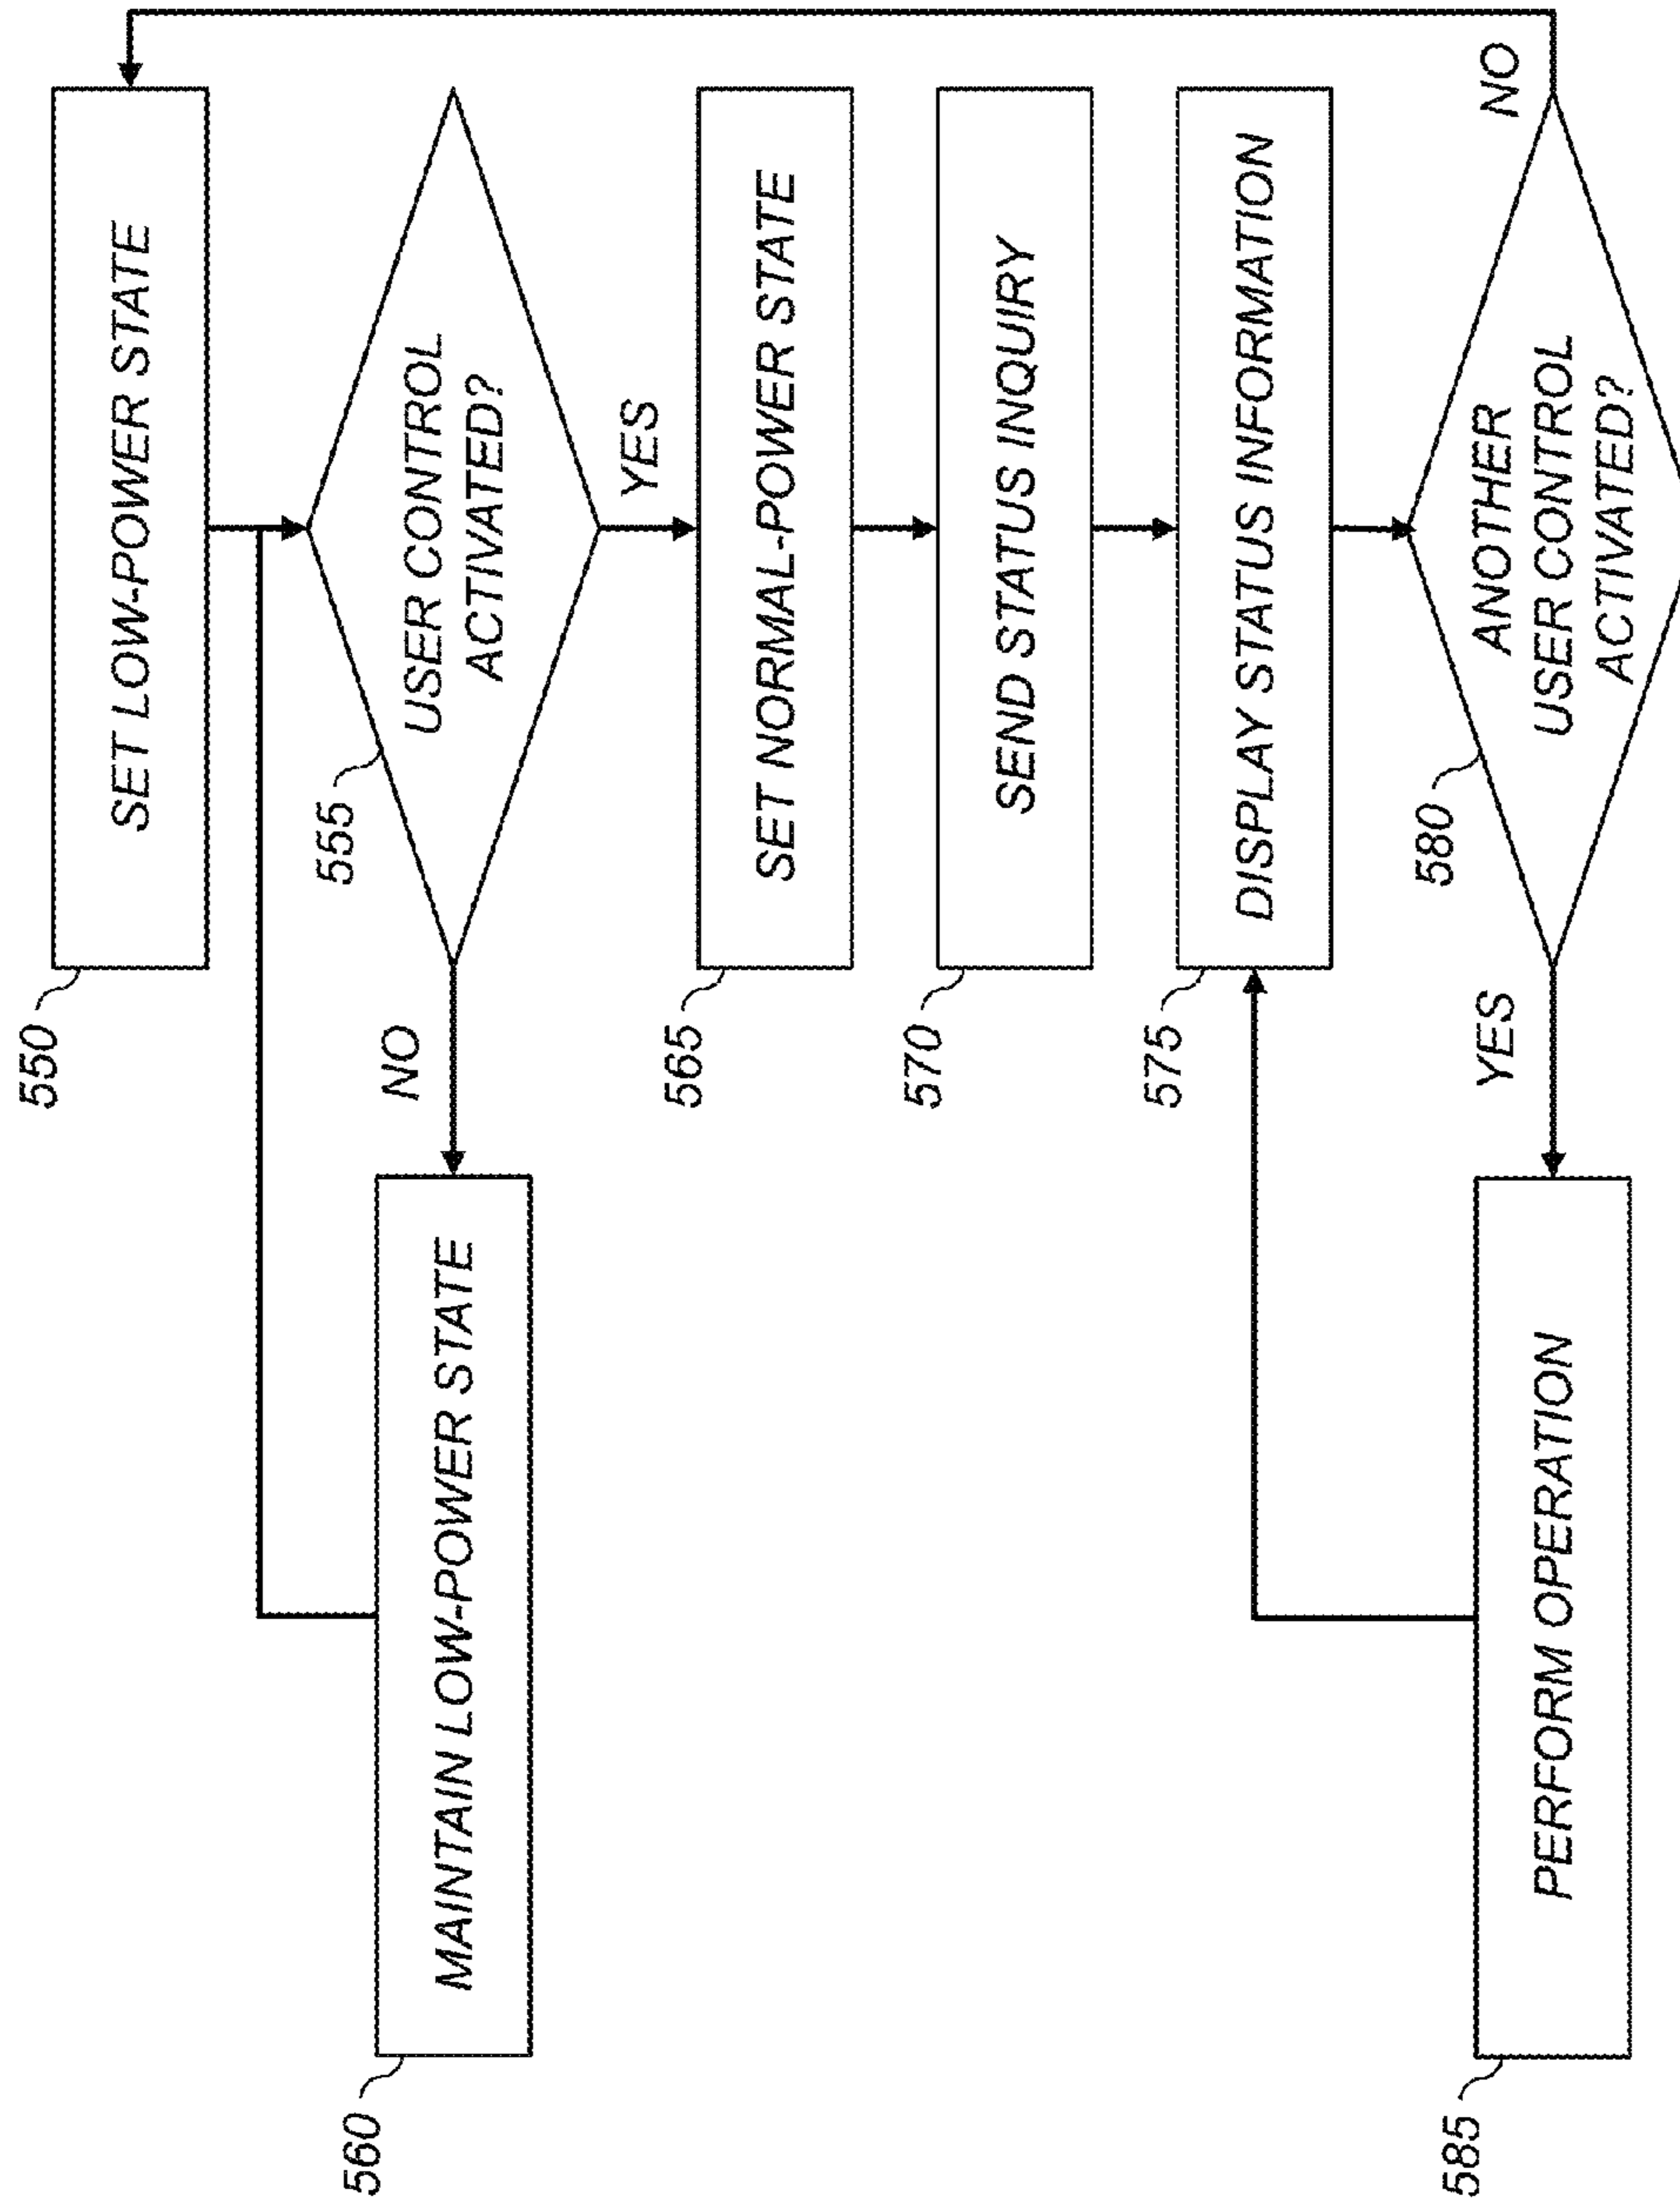 550
SET LOW-POWER STATE
555
USER CONTROL
ACTIVATED?
NO
YES
560
MAINTAIN LOW-POWER STATE
565
SET NORMAL-POWER STATE
570
SEND STATUS INQUIRY
575
DISPLAY STATUS INFORMATION
580
ANOTHER
USER CONTROL
ACTIVATED?
YES
NO
585
PERFORM OPERATION